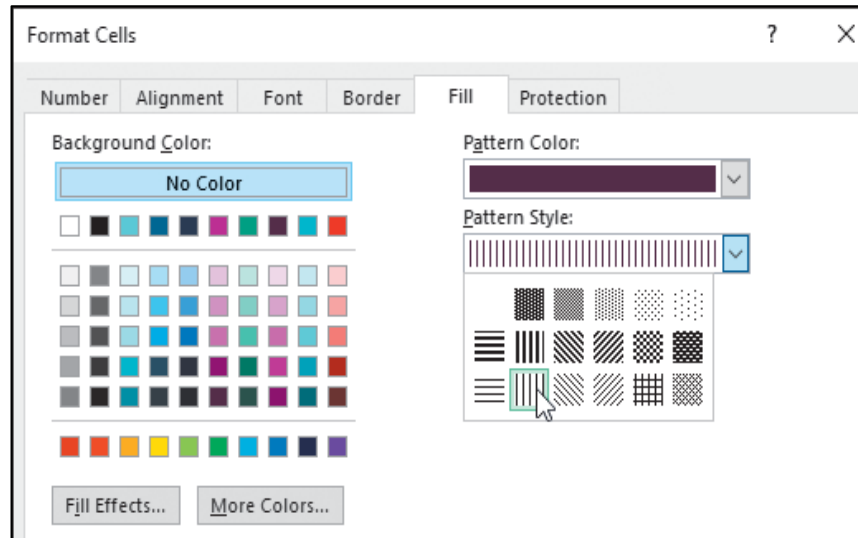 Format Cells ?
Number Alignment Font Border Fill Protection
Background Color:
No Color
Pattern Color:
Pattern Style:
Fill Effects... More Colors...